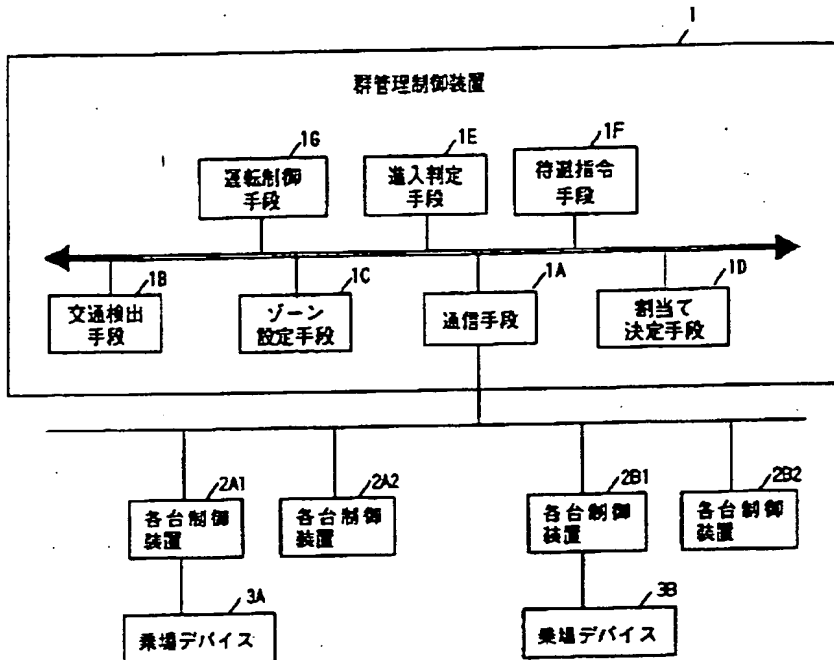 1
群管理制御装置
1G
1E
1F
運転制御
手段
進入判定
手段
待避指令
手段
1B
1C
1A
1D
交通検出
手段
ゾーン
設定手段
通信手段
割当て
決定手段
2A1
2A2
2B1
2B2
各台制御
装置
各台制御
装置
各台制御
装置
各台制御
装置
3A
3B
乗場デバイス
乗場デバイス